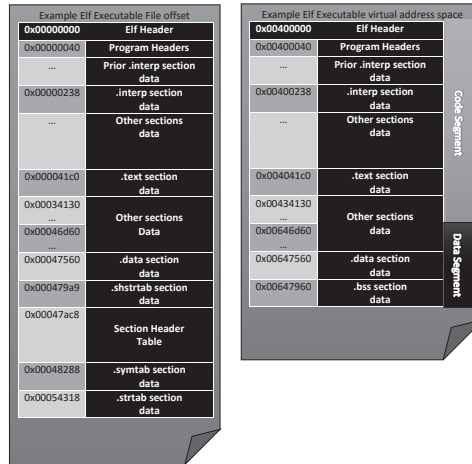 Example Elf Executable File offset
0x00000000 Elf Header
0x00000040 Program Headers
... Prior .interp section
data
0x00000238 .interp section
data
... Other sections
data
0x000041c0 .text section
data
0x00034130
...
Other sections
0x00046d60 Data
...
0x00047560 .data section
data
0x000479a9 .shstrtab section
data
0x00047ac8
Section Header
Table
0x00048288 .symtab section
data
0x00054318 .strtab section
data
Example Elf Executable virtual address space
0x00400000 Elf Header
0x00400040 Program Headers
... Prior .interp section
data
0x00400238 .interp section
data
... Other sections
data
0x004041c0 .text section
data
0x00434130
...
Other sections
0x00646d60 data
...
0x00647560 .data section
data
0x00647960 .bss section
data
Code Segment
Data Segment